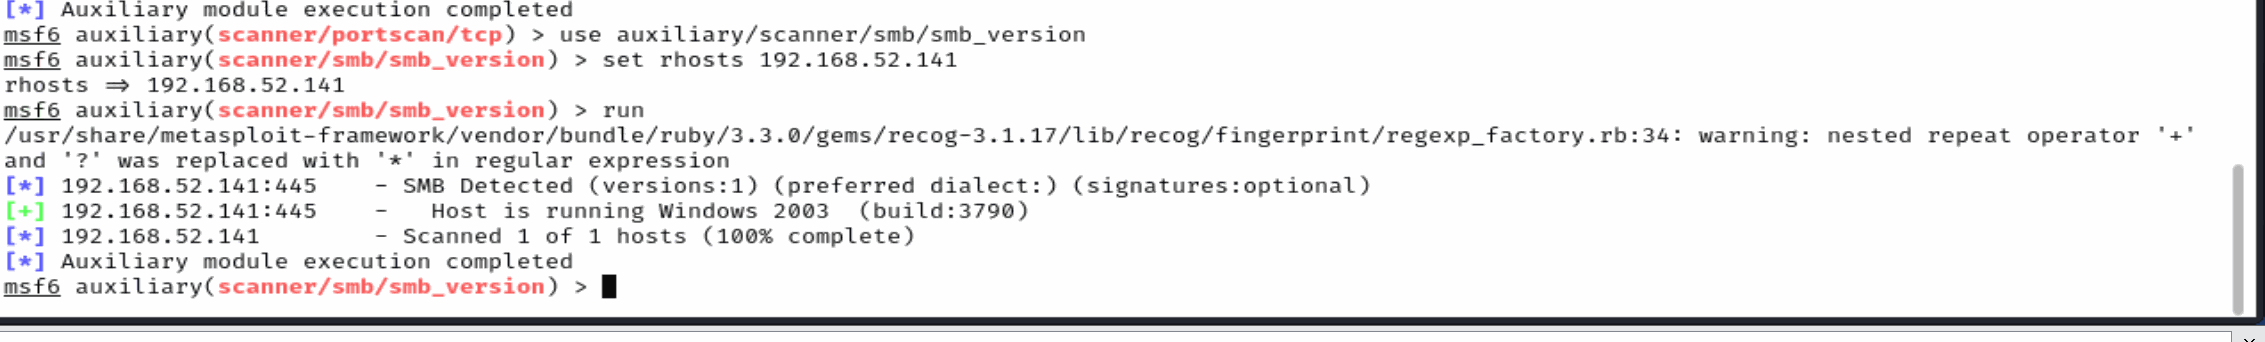 [*] Auxiliary module execution completed
msf6 auxiliary(scanner/portscan/tcp) > use auxiliary/scanner/smb/smb_version
msf6 auxiliary(scanner/smb/smb_version) > set rhosts 192.168.52.141
rhosts ⇒ 192.168.52.141
msf6 auxiliary(scanner/smb/smb_version) > run
/usr/share/metasploit-framework/vendor/bundle/ruby/3.3.0/gems/recog-3.1.17/lib/recog/fingerprint/regexp_factory.rb:34: warning: nested repeat operator '+'
and '?' was replaced with '*' in regular expression
[*] 192.168.52.141:445    - SMB Detected (versions:1) (preferred dialect:) (signatures:optional)
[+] 192.168.52.141:445    -   Host is running Windows 2003  (build:3790)
[*] 192.168.52.141        - Scanned 1 of 1 hosts (100% complete)
[*] Auxiliary module execution completed
msf6 auxiliary(scanner/smb/smb_version) >